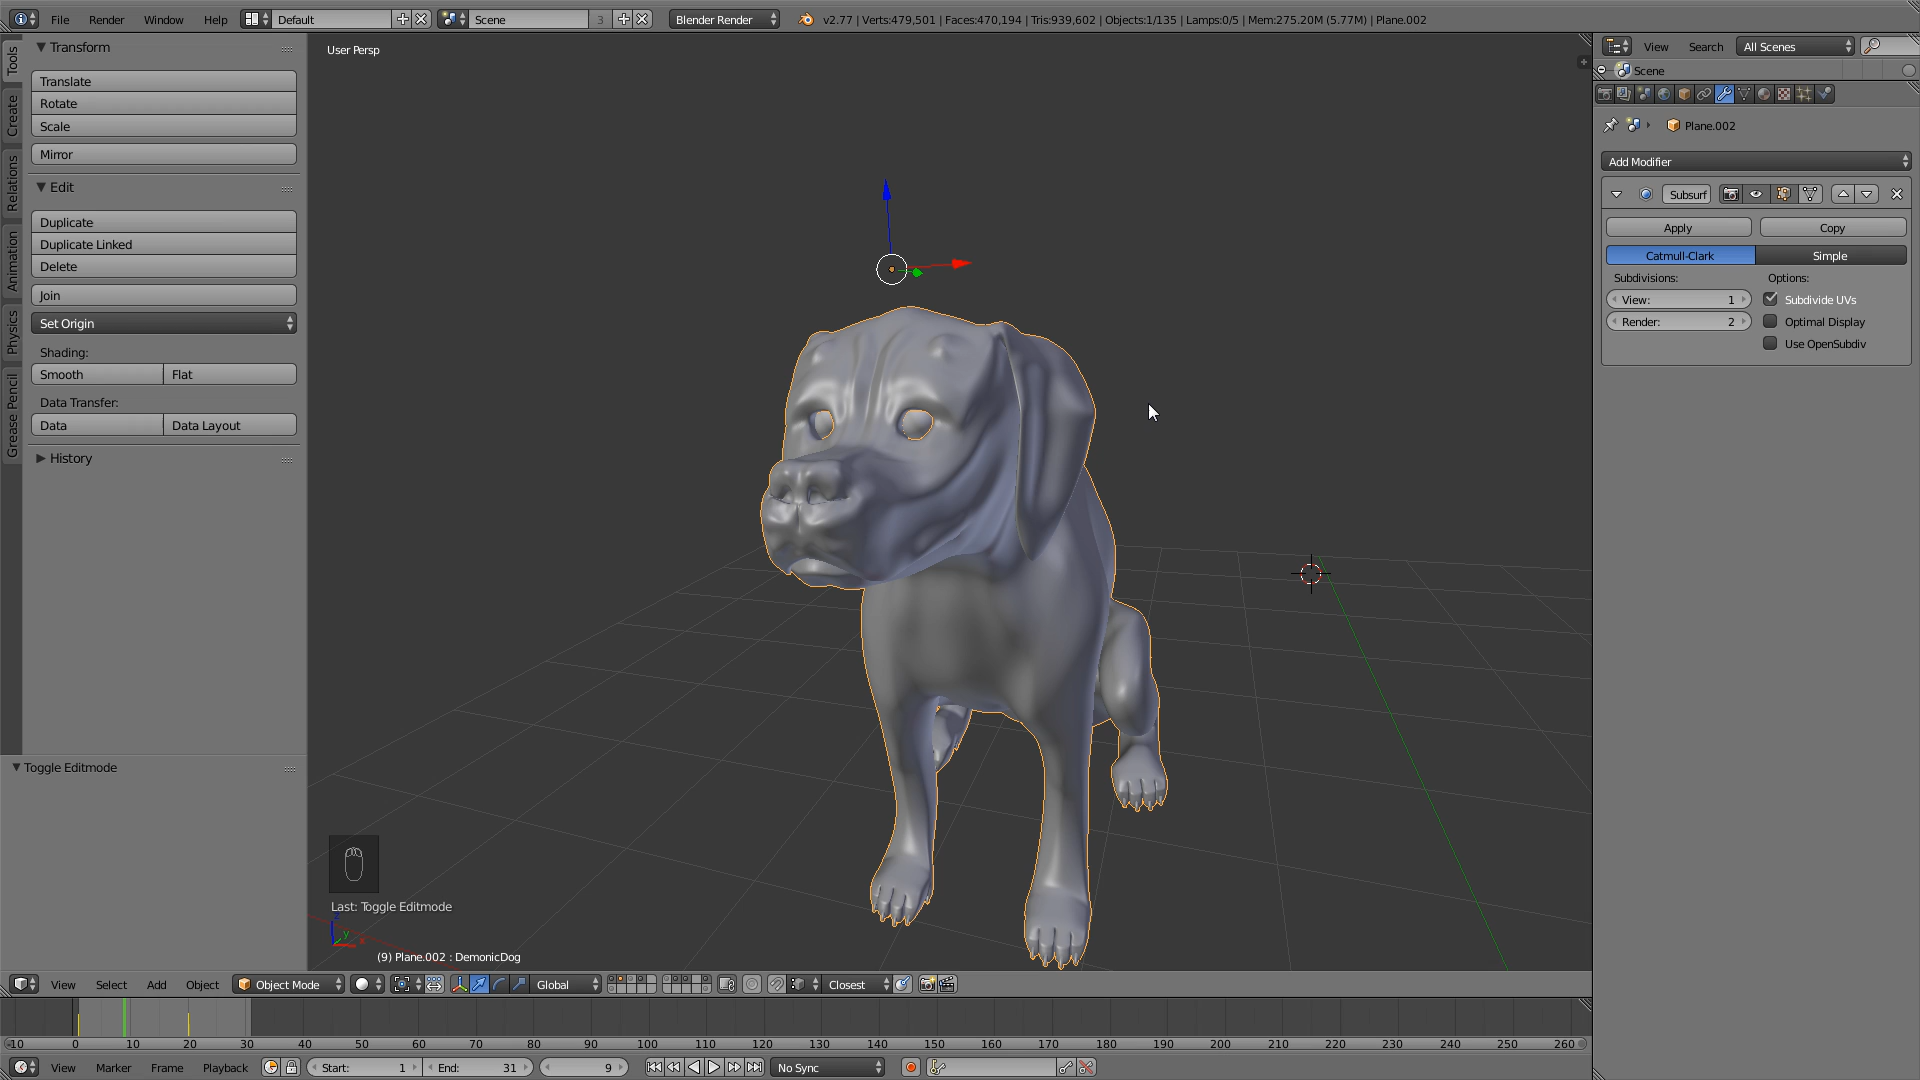 File Render Window Help Default Scene 3 Blender Render v2.77 | Verts:479,501 | Faces:470,194 | Tris:939,602 | Objects:1/135 | Lamps:0/5 | Mem:275.20M (5.77M) | Plane.002
Tools
Create
Relations
Animation
Physics
Grease Pencil
Transform
Translate
Rotate
Scale
Mirror
Edit
Duplicate
Duplicate Linked
Delete
Join
Set Origin
Shading:
Smooth Flat
Data Transfer:
Data Data Layout
History
Toggle Editmode
User Persp
Last: Toggle Editmode
z
y
x
(9) Plane.002 : DemonicDog
View Search All Scenes
Scene
Plane.002
Add Modifier
Subsurf
Apply Copy
Catmull-Clark Simple
Subdivisions: Options:
View: 1 Subdivide UVs
Render: 2 Optimal Display
Use OpenSubdiv
View Select Add Object Object Mode Global Closest
-10 0 10 20 30 40 50 60 70 80 90 100 110 120 130 140 150 160 170 180 190 200 210 220 230 240 250 260
View Marker Frame Playback Start: 1 End: 31 9 No Sync